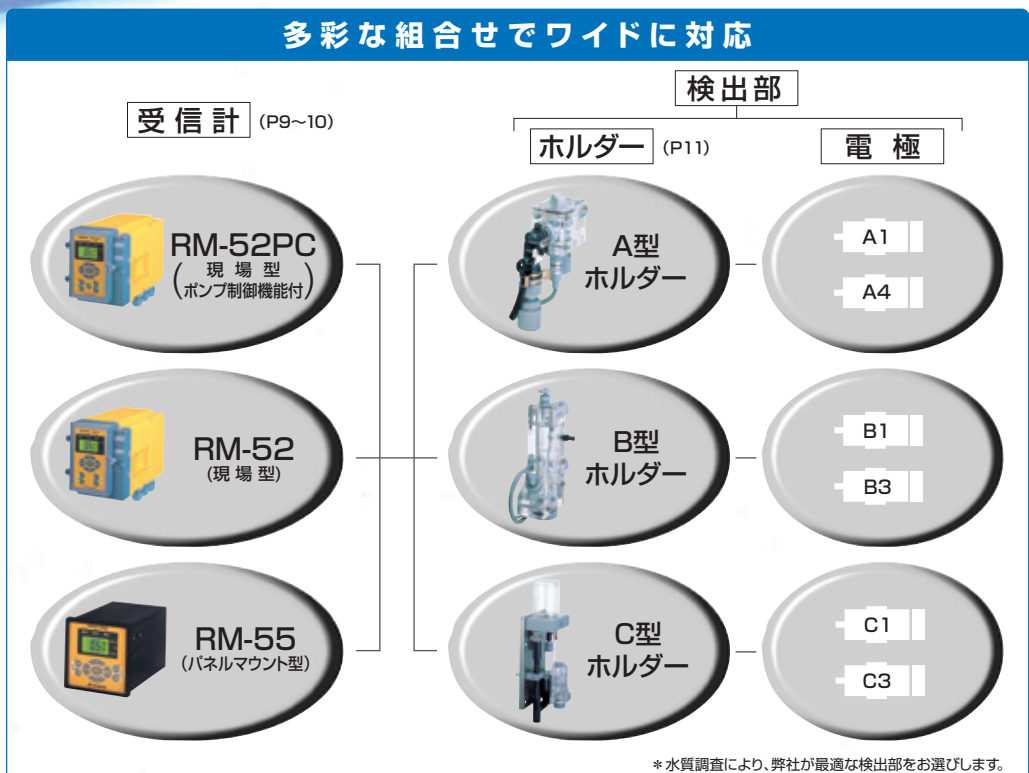 多彩な組合せでワイドに対応
検出部
受信計 (P9～10)
ホルダー (P11)
電極
RM-52PC
(現場型
ポンプ制御機能付)
A型
ホルダー
A1
A4
RM-52
(現場型)
B型
ホルダー
B1
B3
RM-55
(パネルマウント型)
C型
ホルダー
C1
C3
＊水質調査により、弊社が最適な検出部をお選びします。